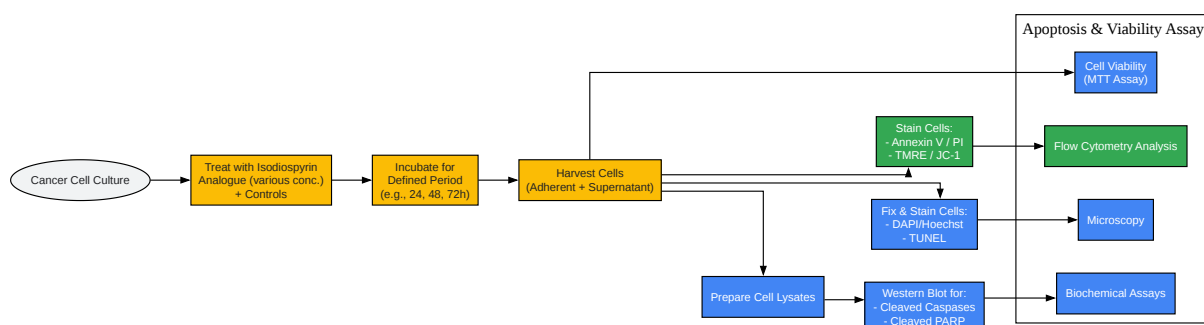 Apoptosis & Viability Assay
Cell Viability
(MTT Assay)
Stain Cells:
- Annexin V / PI
- TMRE / JC-1
Flow Cytometry Analysis
Cancer Cell Culture
Treat with Isodiospyrin
Analogue (various conc.)
+ Controls
Incubate for
Defined Period
(e.g., 24, 48, 72h)
Harvest Cells
(Adherent + Supernatant)
Fix & Stain Cells:
- DAPI/Hoechst
- TUNEL
Microscopy
Prepare Cell Lysates
Western Blot for:
- Cleaved Caspases
- Cleaved PARP
Biochemical Assays